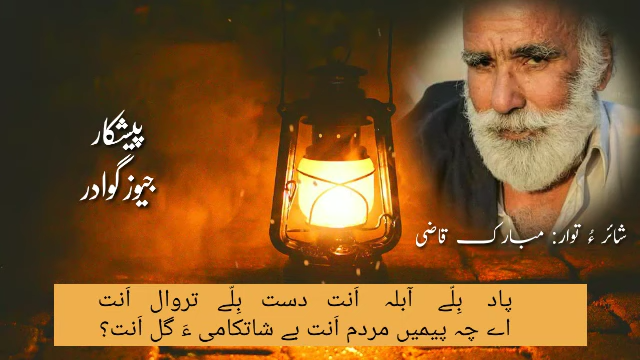 پیشکار
جیوز گوادر
شائر ءُ توار: مبارک قاضی
پاد بِلّے آبلہ اَنت دست بِلّے تروال اَنت
اے چہ پیمیں مردم اَنت بے شاتکامی ءَ گل اَنت؟